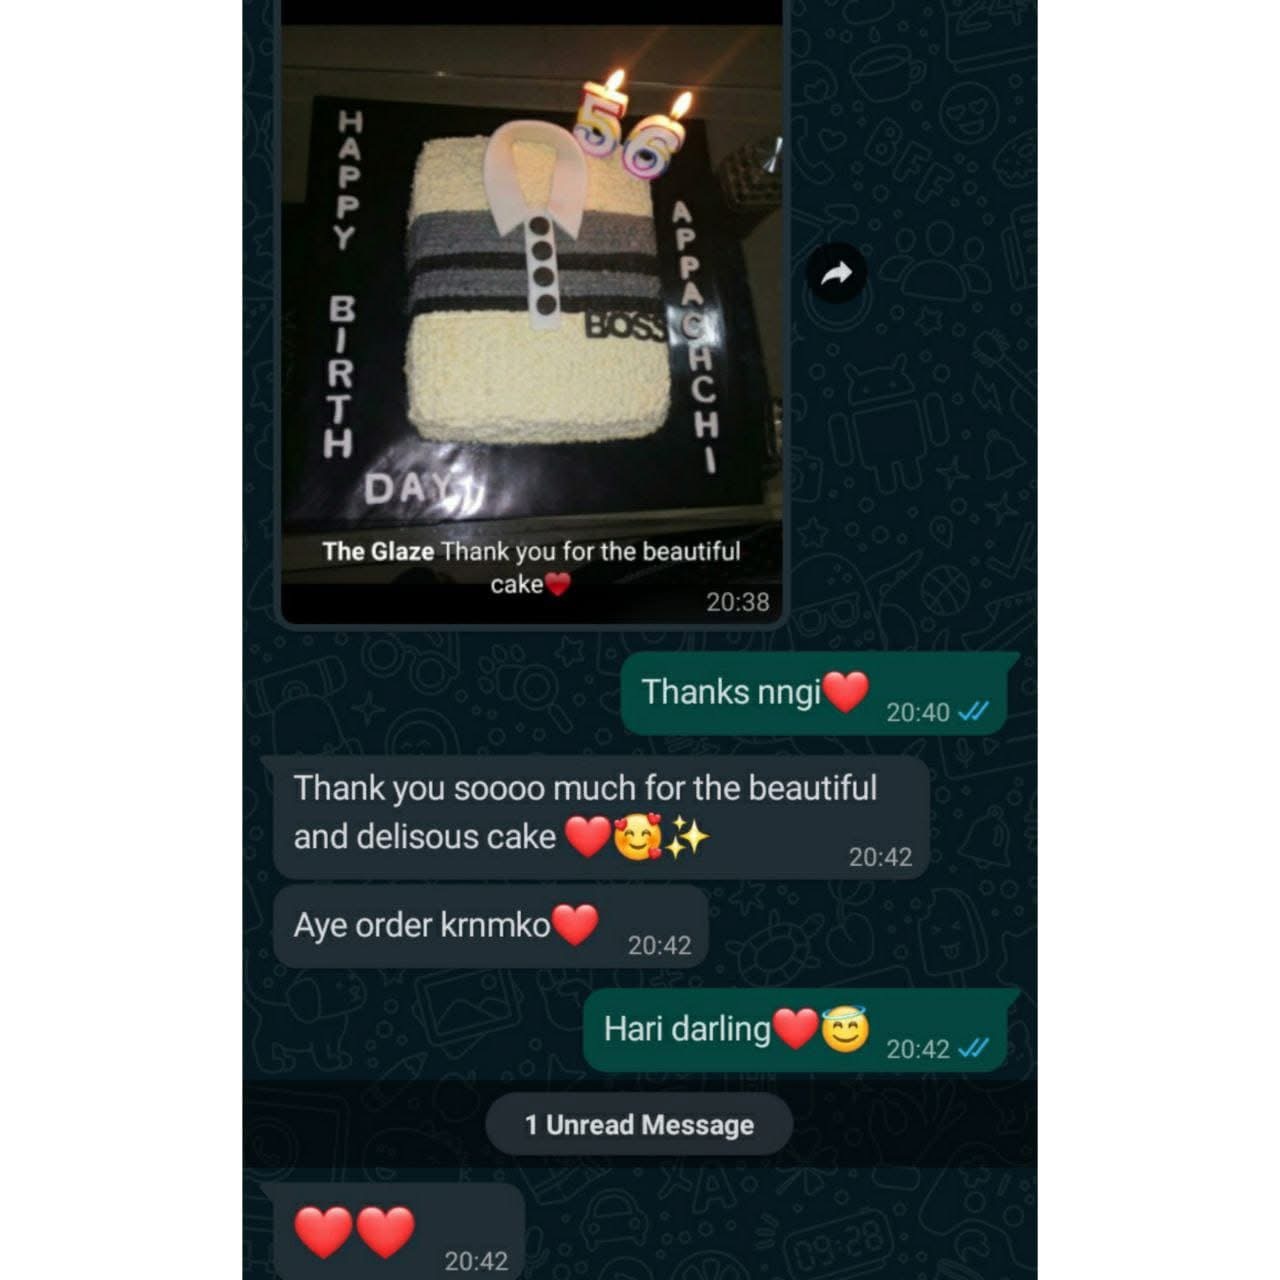 HAPPY
BIRTH
DAY
56
APPACHCHI
BOSS
The Glaze Thank you for the beautiful
cake❤️
20:38
Thanks nngi❤️
20:40
Thank you soooo much for the beautiful
and delisous cake ❤️🥰✨
20:42
Aye order krnmko❤️
20:42
Hari darling❤️😇
20:42
1 Unread Message
❤️❤️
20:42